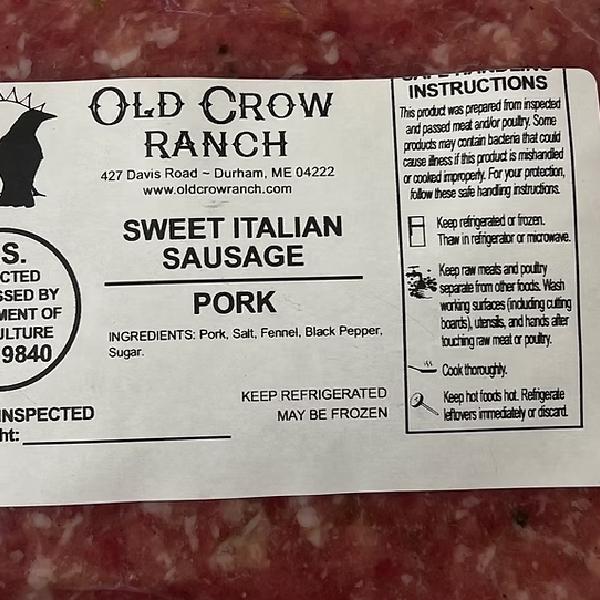 OLD CROW
RANCH
427 Davis Road ~ Durham, ME 04222
www.oldcrowranch.com
SWEET ITALIAN
SAUSAGE
PORK
INGREDIENTS: Pork, Salt, Fennel, Black Pepper,
Sugar.
KEEP REFRIGERATED
MAY BE FROZEN
S.
CTED
SSED BY
MENT OF
ULTURE
9840
INSPECTED
ht:
SAFE HANDLING
INSTRUCTIONS
This product was prepared from inspected
and passed meat and/or poultry. Some
products may contain bacteria that could
cause illness if this product is mishandled
or cooked improperly. For your protection,
follow these safe handling instructions.
Keep refrigerated or frozen.
Thaw in refrigerator or microwave.
Keep raw meats and poultry
separate from other foods. Wash
working surfaces (including cutting
boards), utensils, and hands after
touching raw meat or poultry.
Cook thoroughly.
Keep hot foods hot. Refrigerate
leftovers immediately or discard.